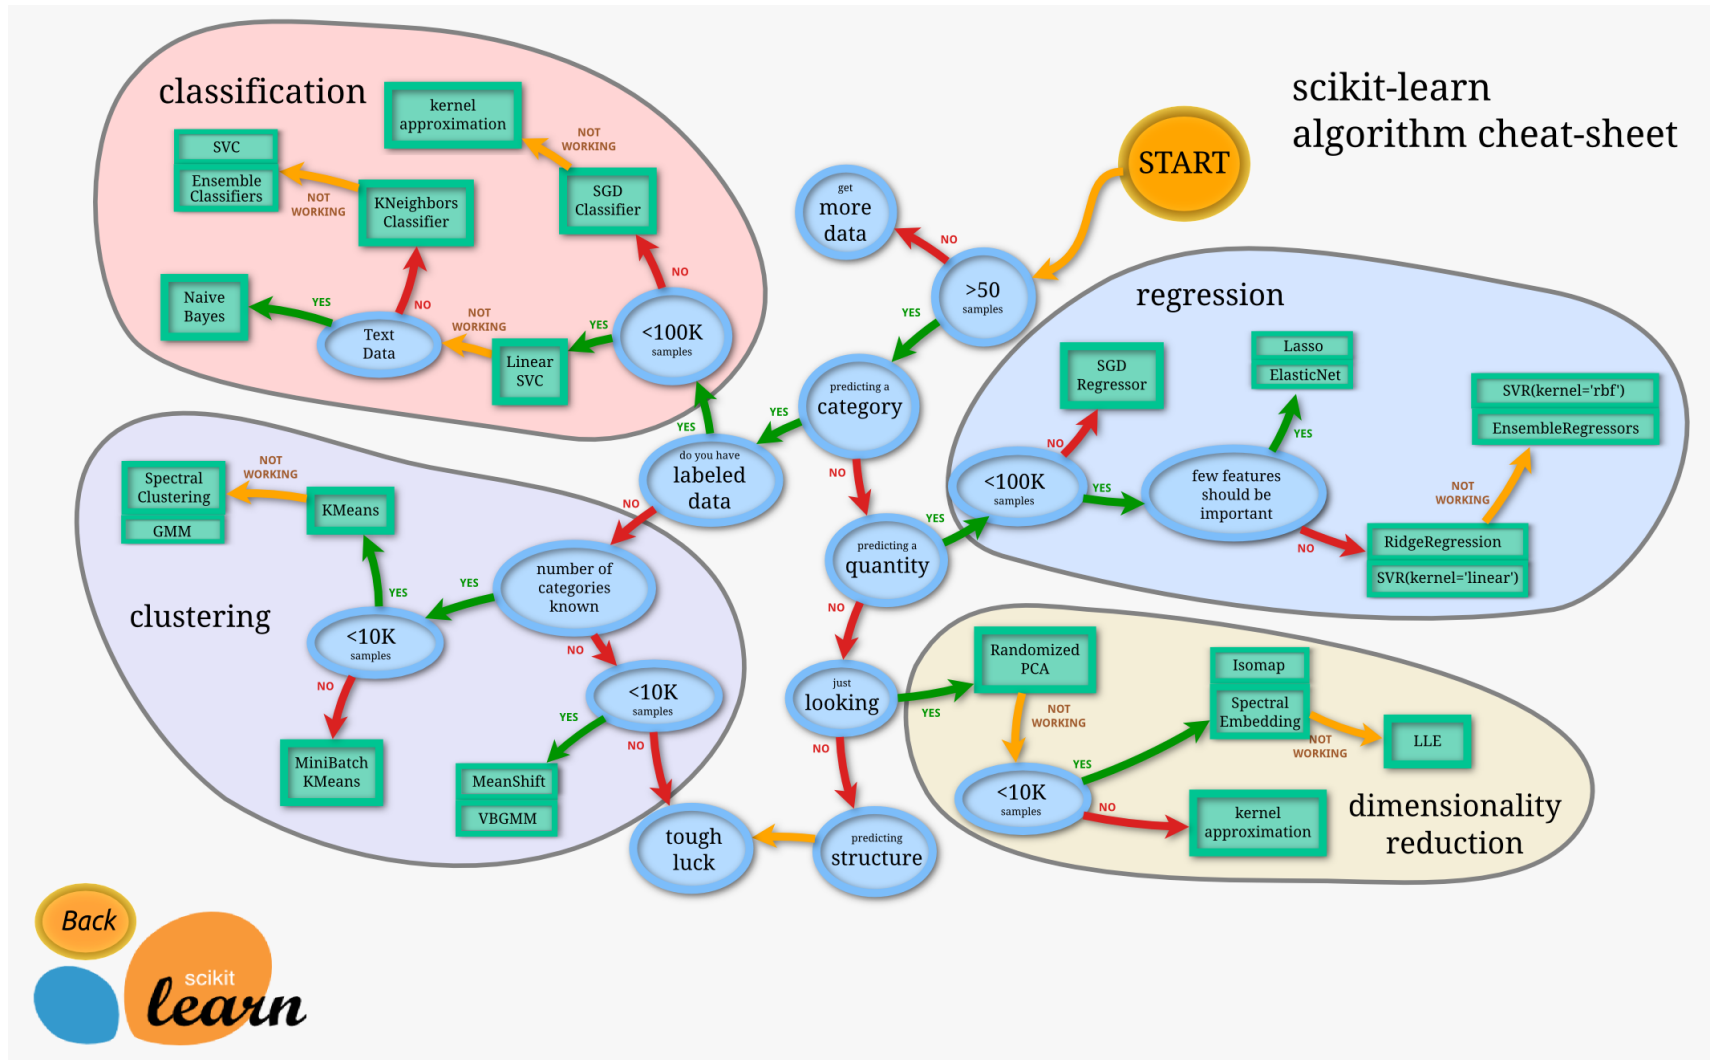 scikit-learn
algorithm cheat-sheet
START
>50
samples
NO
get
more
data
YES
predicting a
category
YES
do you have
labeled
data
NO
predicting a
quantity
YES
NO
just
looking
YES
NO
predicting
structure
tough
luck
classification
YES
<100K
samples
NO
SGD
Classifier
NOT
WORKING
kernel
approximation
YES
Linear
SVC
NOT
WORKING
Text
Data
YES
Naive
Bayes
NO
KNeighbors
Classifier
NOT
WORKING
SVC
Ensemble
Classifiers
regression
<100K
samples
NO
SGD
Regressor
YES
few features
should be
important
YES
Lasso
ElasticNet
NO
RidgeRegression
SVR(kernel='linear')
NOT
WORKING
SVR(kernel='rbf')
EnsembleRegressors
clustering
NO
number of
categories
known
YES
<10K
samples
YES
KMeans
NOT
WORKING
Spectral
Clustering
GMM
NO
MiniBatch
KMeans
NO
<10K
samples
YES
MeanShift
VBGMM
NO
dimensionality
reduction
Randomized
PCA
NOT
WORKING
<10K
samples
YES
Isomap
Spectral
Embedding
NOT
WORKING
LLE
NO
kernel
approximation
Back
scikit
learn